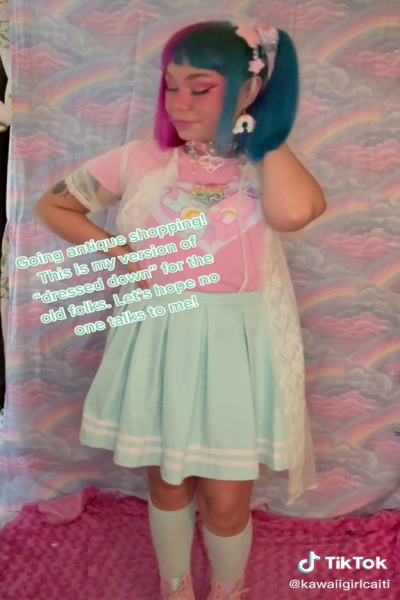 Going antique shopping!
This is my version of
"dressed down" for the
old folks. Let's hope no
one talks to me!
TikTok
@kawaiigirlcaiti